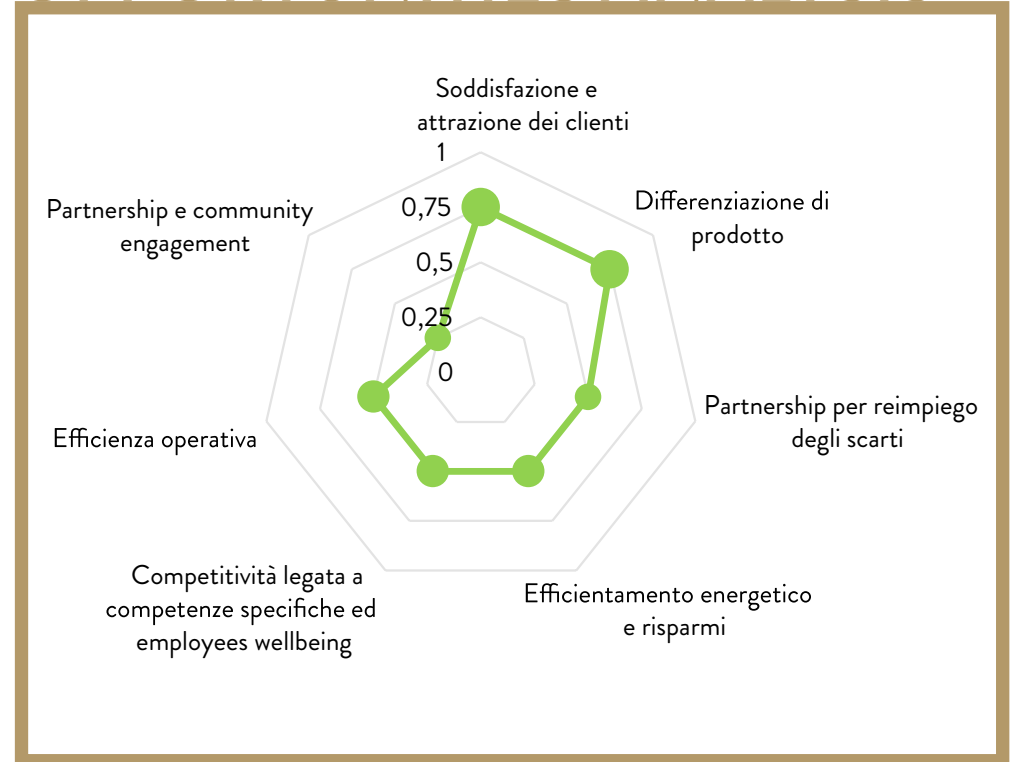 Soddisfazione e
attrazione dei clienti
1
0,75
0,5
0,25
0
Differenziazione di
prodotto
Partnership per reimpiego
degli scarti
Efficientamento energetico
e risparmi
Competitività legata a
competenze specifiche ed
employees wellbeing
Efficienza operativa
Partnership e community
engagement